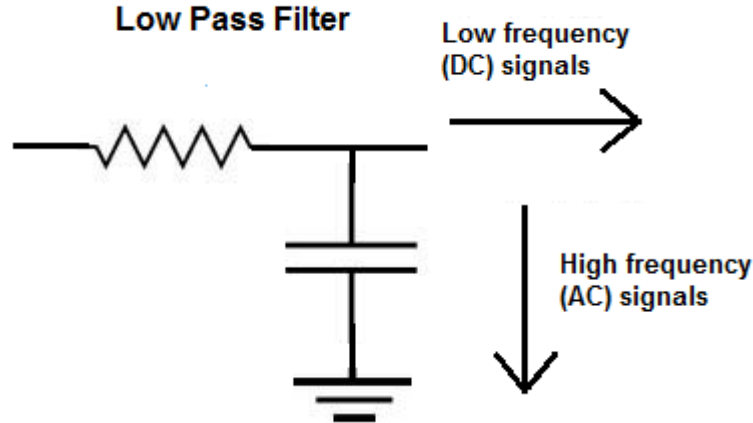 Low Pass Filter
Low frequency
(DC) signals
High frequency
(AC) signals